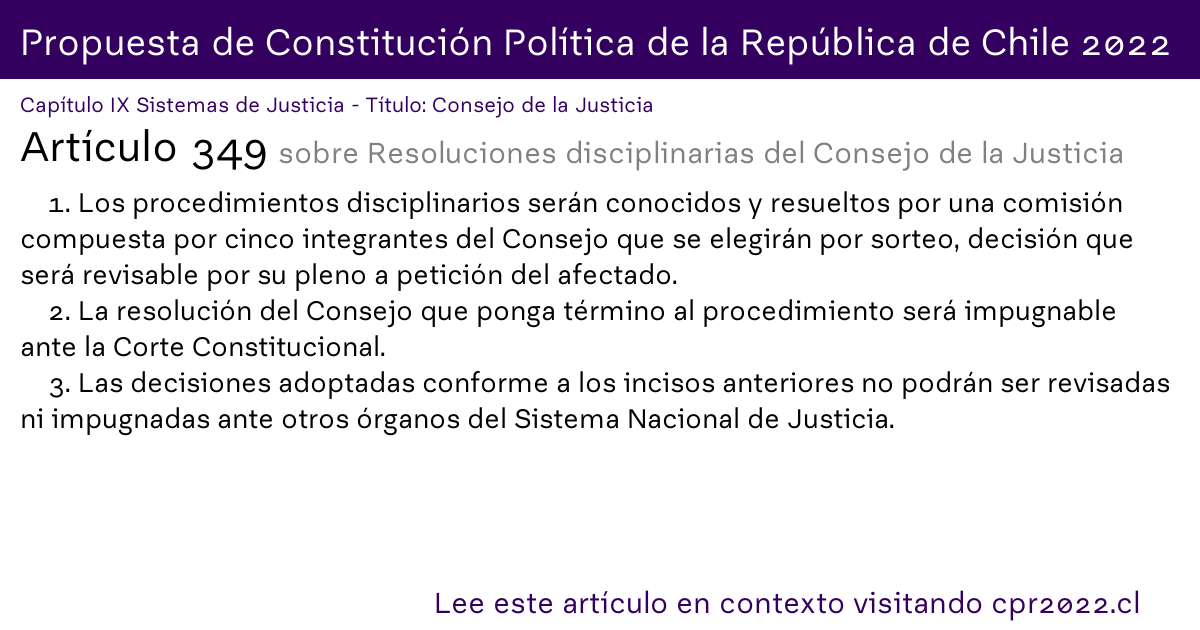 Propuesta de Constitución Política de la República de Chile 2022
Capítulo IX Sistemas de Justicia - Título: Consejo de la Justicia
Artículo 349 sobre Resoluciones disciplinarias del Consejo de la Justicia
1. Los procedimientos disciplinarios serán conocidos y resueltos por una comisión
compuesta por cinco integrantes del Consejo que se elegirán por sorteo, decisión que
será revisable por su pleno a petición del afectado.
2. La resolución del Consejo que ponga término al procedimiento será impugnable
ante la Corte Constitucional.
3. Las decisiones adoptadas conforme a los incisos anteriores no podrán ser revisadas
ni impugnadas ante otros órganos del Sistema Nacional de Justicia.
Lee este artículo en contexto visitando cpr2022.cl